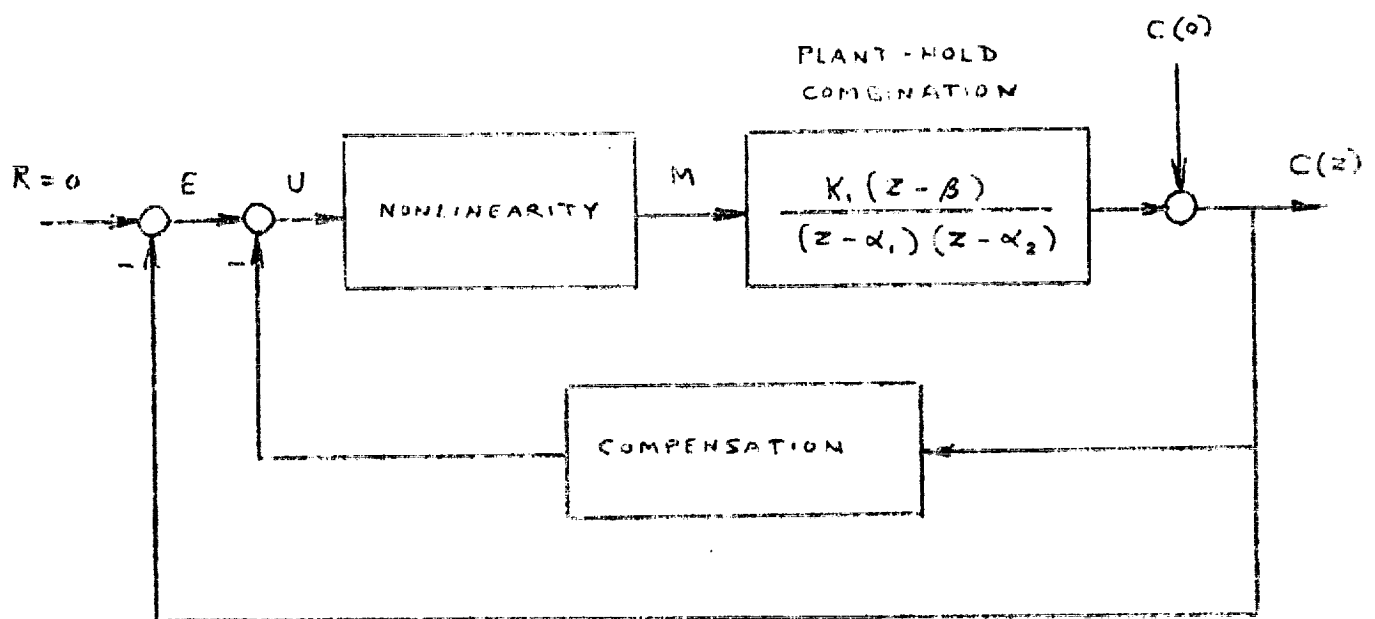 C(0)
PLANT-HOLD
COMBINATION
R = 0
E
U
NONLINEARITY
M
K₁ (Z - β)
(Z - α₁) (Z - α₂)
C(Z)
-
-
COMPENSATION